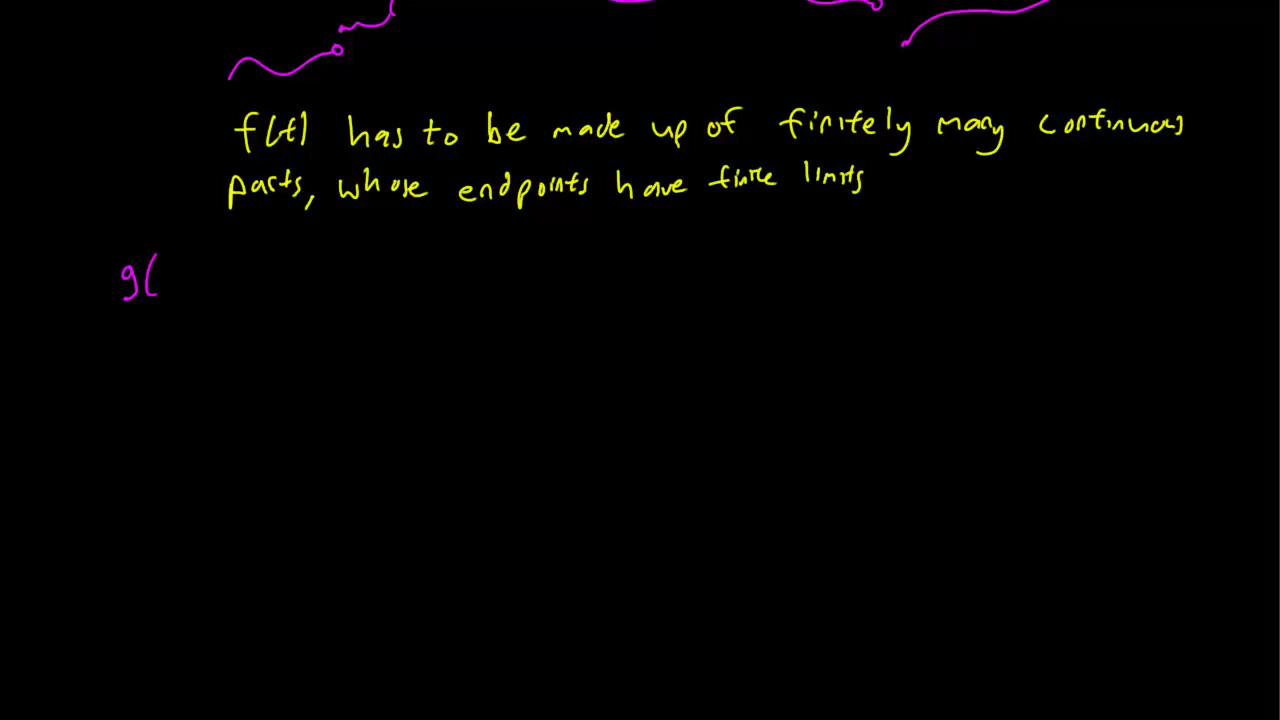 f(t) has to be made up of finitely many continuous
parts, whose endpoints have finite limits
g(